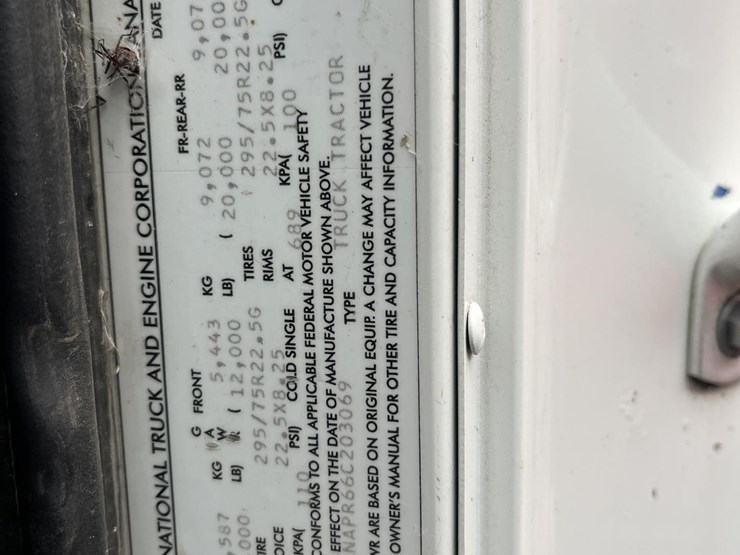 NATIONAL TRUCK AND ENGINE CORPORATION
DATE
G FRONT FR-REAR-RR
587 KG A 5,443 KG 9,072 9,07
000) LB) W R ( 12,000 LB) ( 20,000 20,00
TIRE 295/75R22.5G TIRES 295/75R22.5G
OICE 22.5X8.25 RIMS 22.5X8.25
KPA( 110 PSI) COLD SINGLE AT 689 KPA( 100 PSI)
CONFORMS TO ALL APPLICABLE FEDERAL MOTOR VEHICLE SAFETY
EFFECT ON THE DATE OF MANUFACTURE SHOWN ABOVE.
NAPR66C203069 TYPE TRUCK TRACTOR
VR ARE BASED ON ORIGINAL EQUIP. A CHANGE MAY AFFECT VEHICLE
OWNER'S MANUAL FOR OTHER TIRE AND CAPACITY INFORMATION.